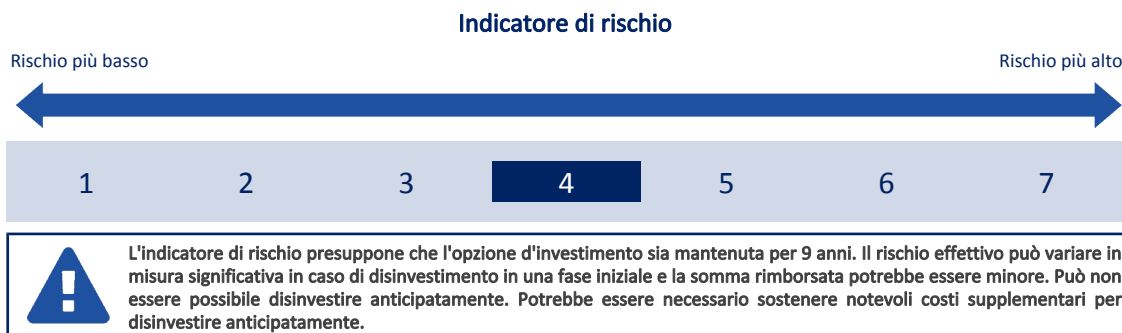 Indicatore di rischio
Rischio più basso
Rischio più alto
1 2 3 4 5 6 7
L'indicatore di rischio presuppone che l'opzione d'investimento sia mantenuta per 9 anni. Il rischio effettivo può variare in
misura significativa in caso di disinvestimento in una fase iniziale e la somma rimborsata potrebbe essere minore. Può non
essere possibile disinvestire anticipatamente. Potrebbe essere necessario sostenere notevoli costi supplementari per
disinvestire anticipatamente.